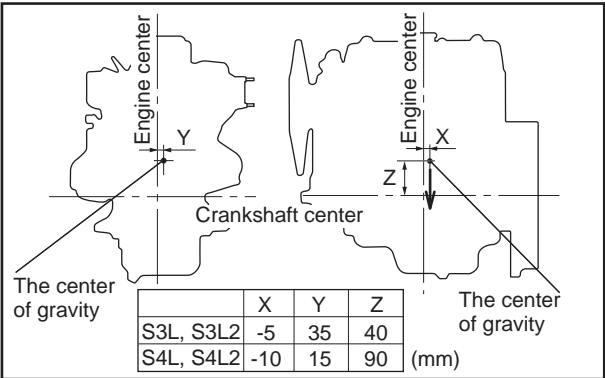 Engine center
Y
Engine center
X
Z
Crankshaft center
The center
of gravity
The center
of gravity
X Y Z
S3L, S3L2 -5 35 40
S4L, S4L2 -10 15 90 (mm)